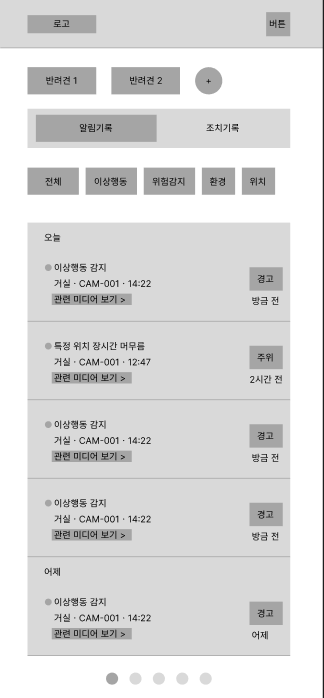 로고 버튼
반려견 1 반려견 2 +
알림기록 조치기록
전체 이상행동 위험감지 환경 위치
오늘
이상행동 감지
거실 · CAM-001 · 14:22
관련 미디어 보기 >
경고
방금 전
특정 위치 장시간 머무름
거실 · CAM-001 · 12:47
관련 미디어 보기 >
주위
2시간 전
이상행동 감지
거실 · CAM-001 · 14:22
관련 미디어 보기 >
경고
방금 전
이상행동 감지
거실 · CAM-001 · 14:22
관련 미디어 보기 >
경고
방금 전
어제
이상행동 감지
거실 · CAM-001 · 14:22
관련 미디어 보기 >
경고
어제